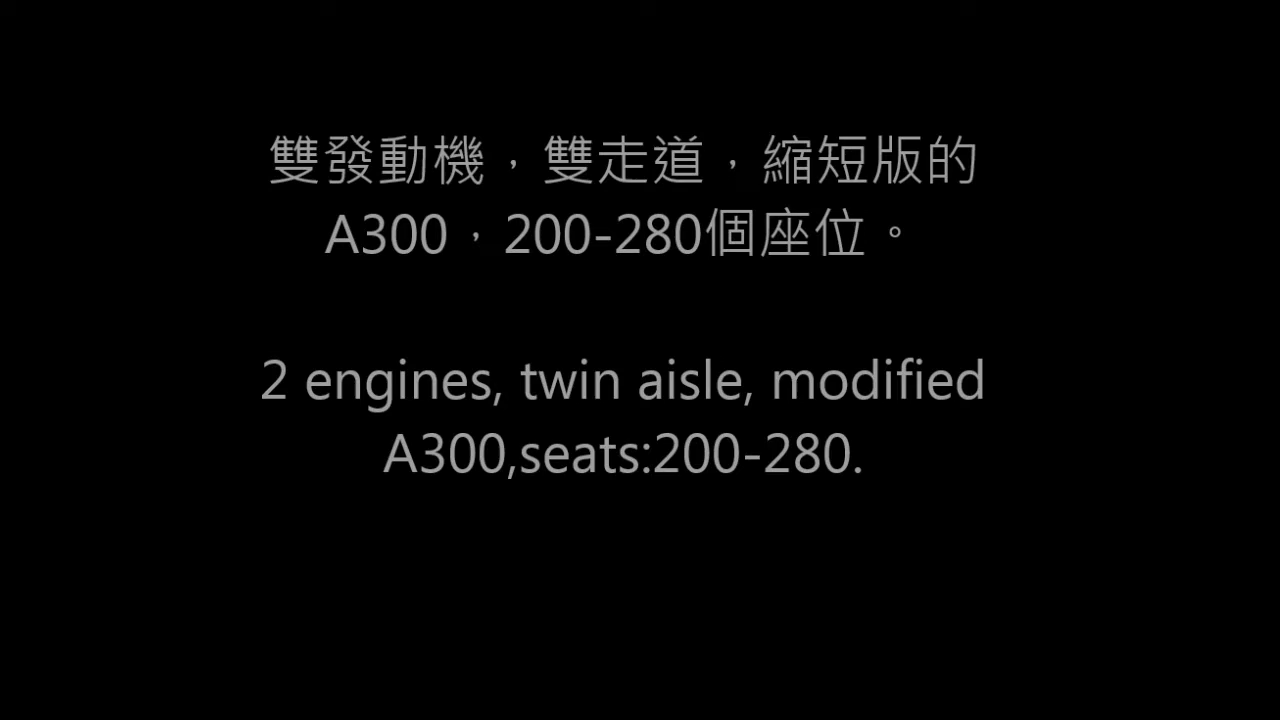 雙發動機，雙走道，縮短版的
A300，200-280個座位。
2 engines, twin aisle, modified
A300,seats:200-280.